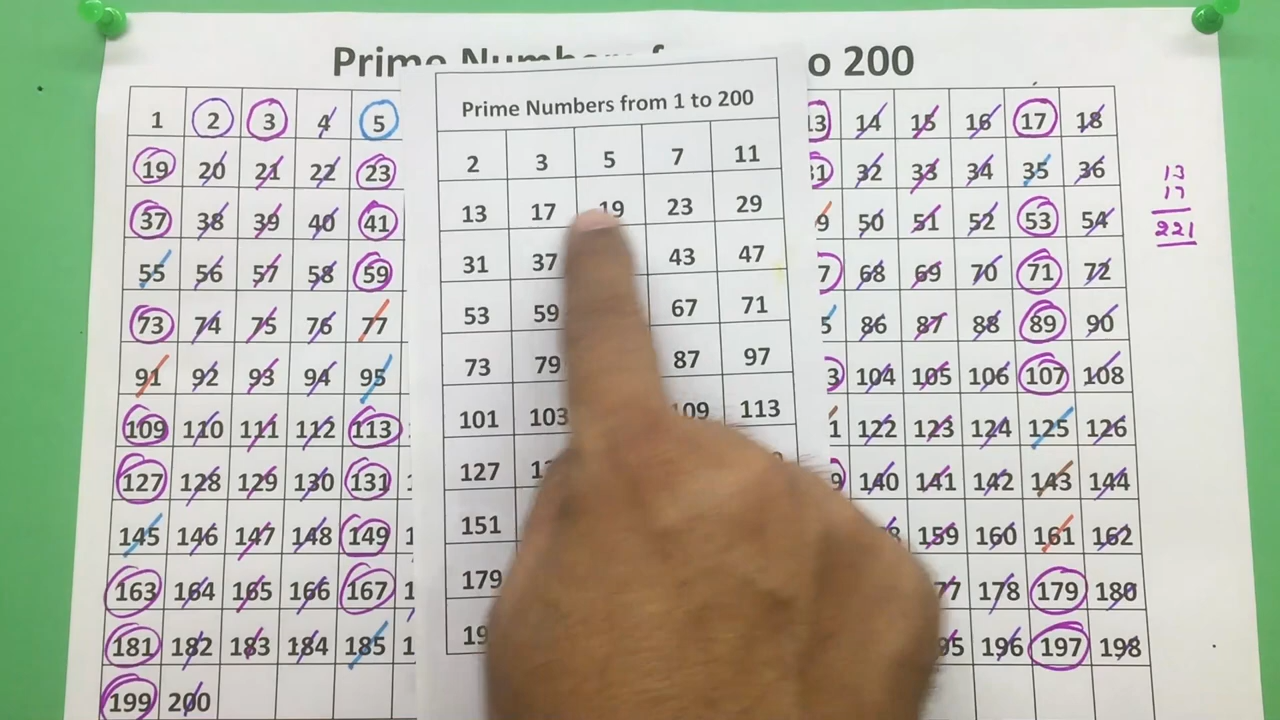 Prime Numbers f to 200
Prime Numbers from 1 to 200
1 2 3 4 5 13 14 15 16 17 18
19 20 21 22 23 31 32 33 34 35 36
37 38 39 40 41 50 51 52 53 54
55 56 57 58 59 68 69 70 71 72
73 74 75 76 77 86 87 88 89 90
91 92 93 94 95 104 105 106 107 108
109 110 111 112 113 122 123 124 125 126
127 128 129 130 131 140 141 142 143 144
145 146 147 148 149 159 160 161 162
163 164 165 166 167 178 179 180
181 182 183 184 185 196 197 198
199 200
2 3 5 7 11
13 17 19 23 29
31 37 43 47
53 59 67 71
73 79 87 97
101 103 109 113
127
151
179
13
17
221